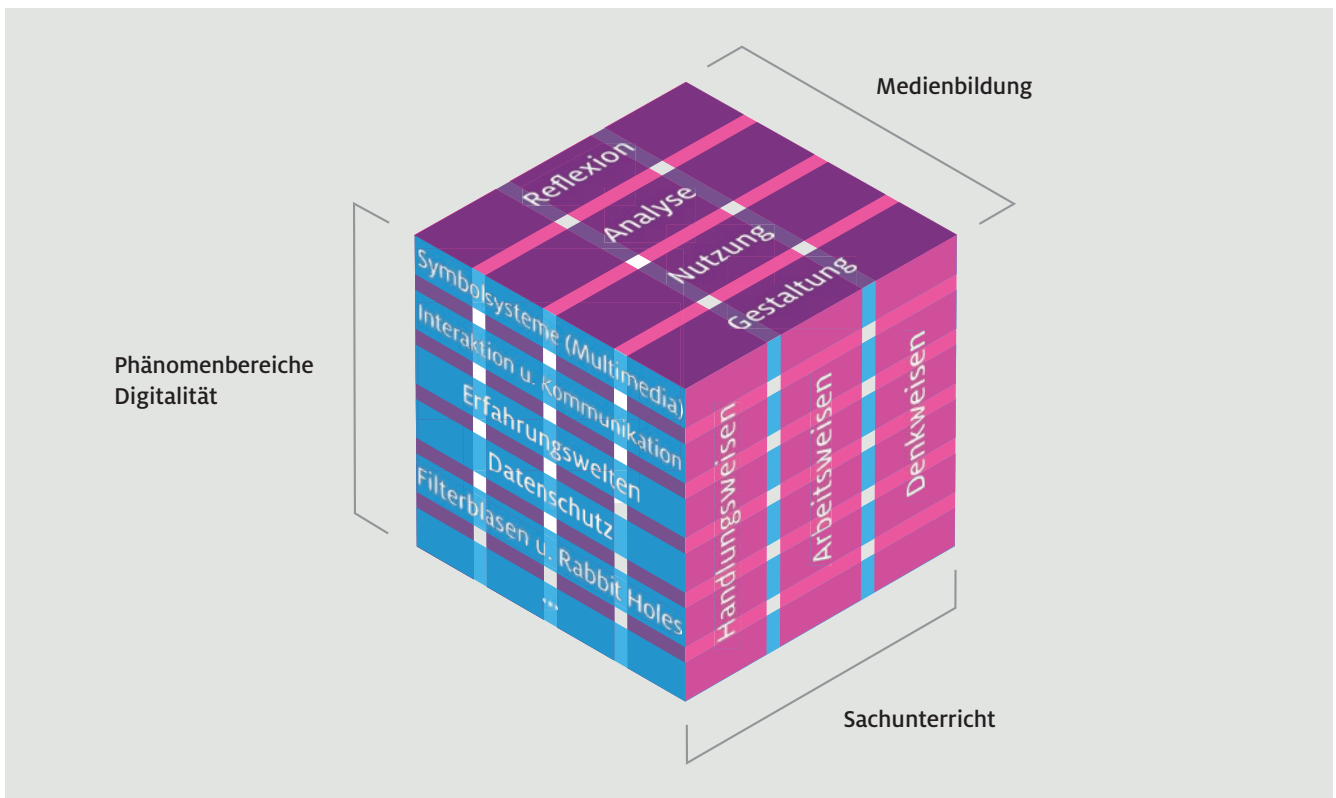 Medienbildung
Reflexion
Analyse
Nutzung
Gestaltung
Phänomenbereiche
Digitalität
Symbolsysteme (Multimedia)
Interaktion u. Kommunikation
Erfahrungswelten
Datenschutz
Filterblasen u. Rabbit Holes
...
Handlungsweisen
Arbeitsweisen
Denkweisen
Sachunterricht